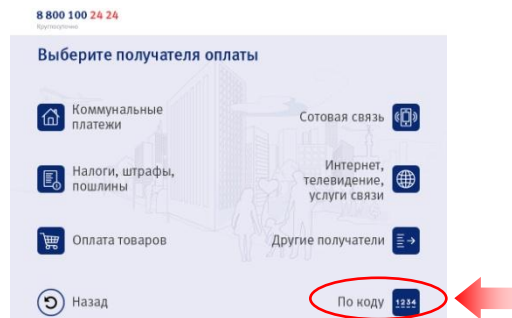 8 800 100 24 24
Круглосуточно
Выберите получателя оплаты
Коммунальные
платежи
Сотовая связь
Налоги, штрафы,
пошлины
Интернет,
телевидение,
услуги связи
Оплата товаров
Другие получатели
Назад
По коду
1234